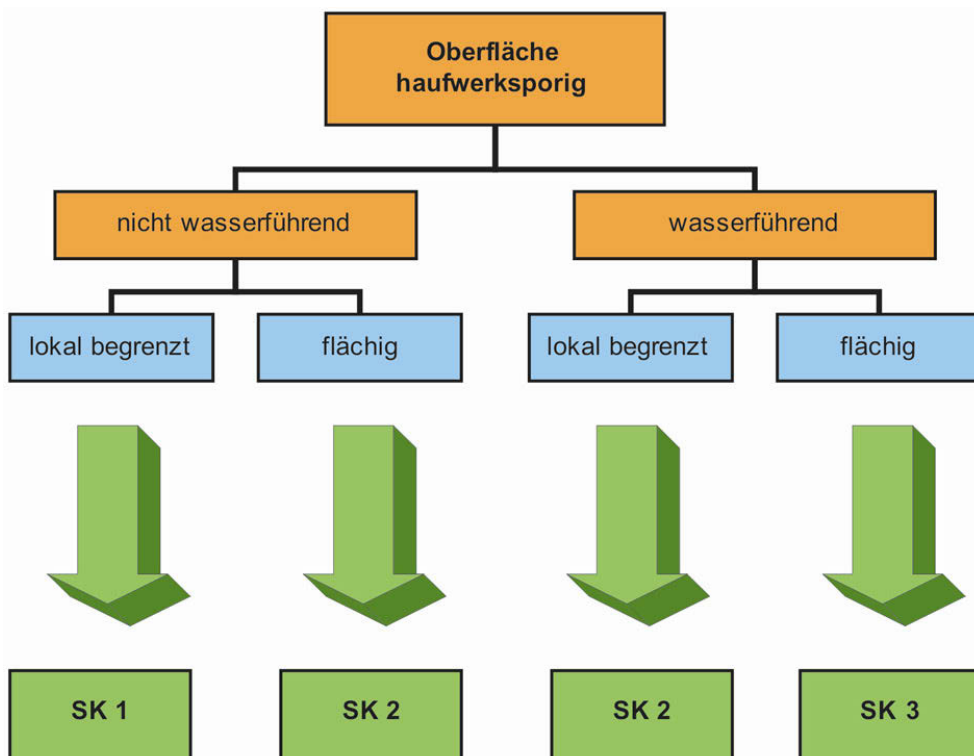 Oberfläche
haufwerksporig
nicht wasserführend
wasserführend
lokal begrenzt
flächig
lokal begrenzt
flächig
SK 1
SK 2
SK 2
SK 3